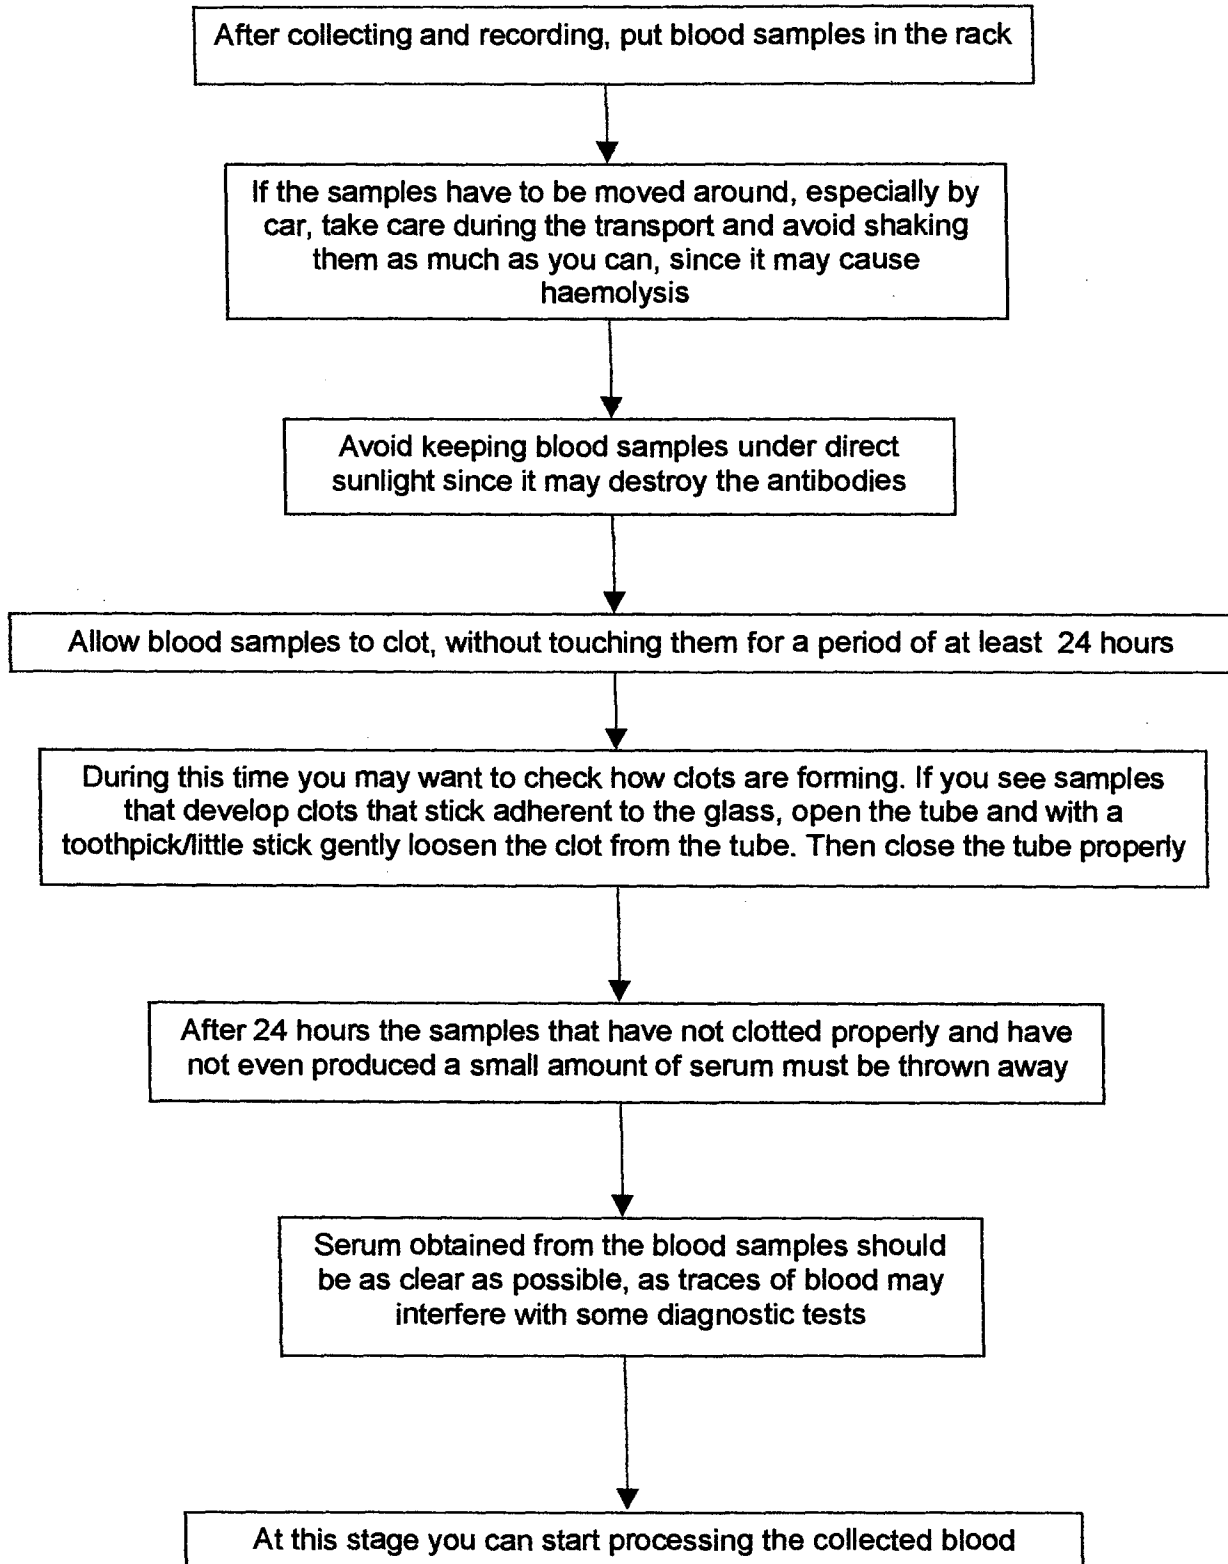 After collecting and recording, put blood samples in the rack
If the samples have to be moved around, especially by
car, take care during the transport and avoid shaking
them as much as you can, since it may cause
haemolysis
Avoid keeping blood samples under direct
sunlight since it may destroy the antibodies
Allow blood samples to clot, without touching them for a period of at least 24 hours
During this time you may want to check how clots are forming. If you see samples
that develop clots that stick adherent to the glass, open the tube and with a
toothpick/little stick gently loosen the clot from the tube. Then close the tube properly
After 24 hours the samples that have not clotted properly and have
not even produced a small amount of serum must be thrown away
Serum obtained from the blood samples should
be as clear as possible, as traces of blood may
interfere with some diagnostic tests
At this stage you can start processing the collected blood